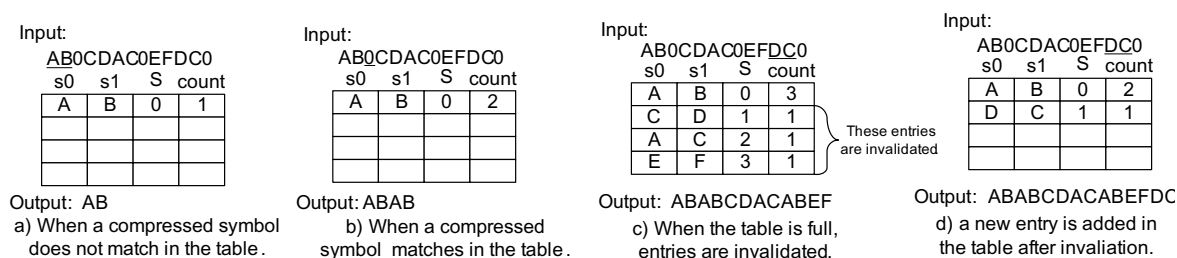 Input:
AB0CDAC0EFDC0
s0 s1 S count
A B 0 1
Output: AB
a) When a compressed symbol
does not match in the table.
Input:
AB0CDAC0EFDC0
s0 s1 S count
A B 0 2
Output: ABAB
b) When a compressed
symbol matches in the table.
Input:
AB0CDAC0EFDC0
s0 s1 S count
A B 0 3
C D 1 1
A C 2 1
E F 3 1
These entries
are invalidated
Output: ABABCDACABEF
c) When the table is full,
entries are invalidated.
Input:
AB0CDAC0EFDC0
s0 s1 S count
A B 0 2
D C 1 1
Output: ABABCDACABEFDC
d) a new entry is added in
the table after invaliation.